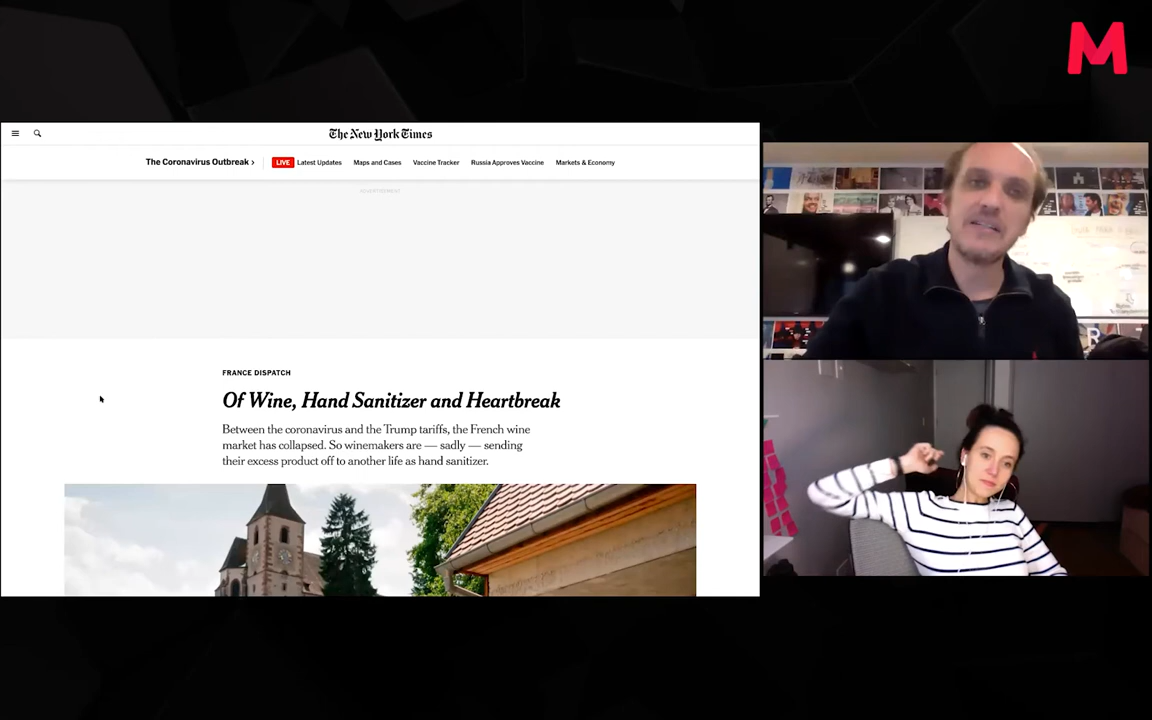 M
The New York Times
The Coronavirus Outbreak › LIVE Latest Updates Maps and Cases Vaccine Tracker Russia Approves Vaccine Markets & Economy
ADVERTISEMENT
FRANCE DISPATCH
Of Wine, Hand Sanitizer and Heartbreak
Between the coronavirus and the Trump tariffs, the French wine
market has collapsed. So winemakers are — sadly — sending
their excess product off to another life as hand sanitizer.